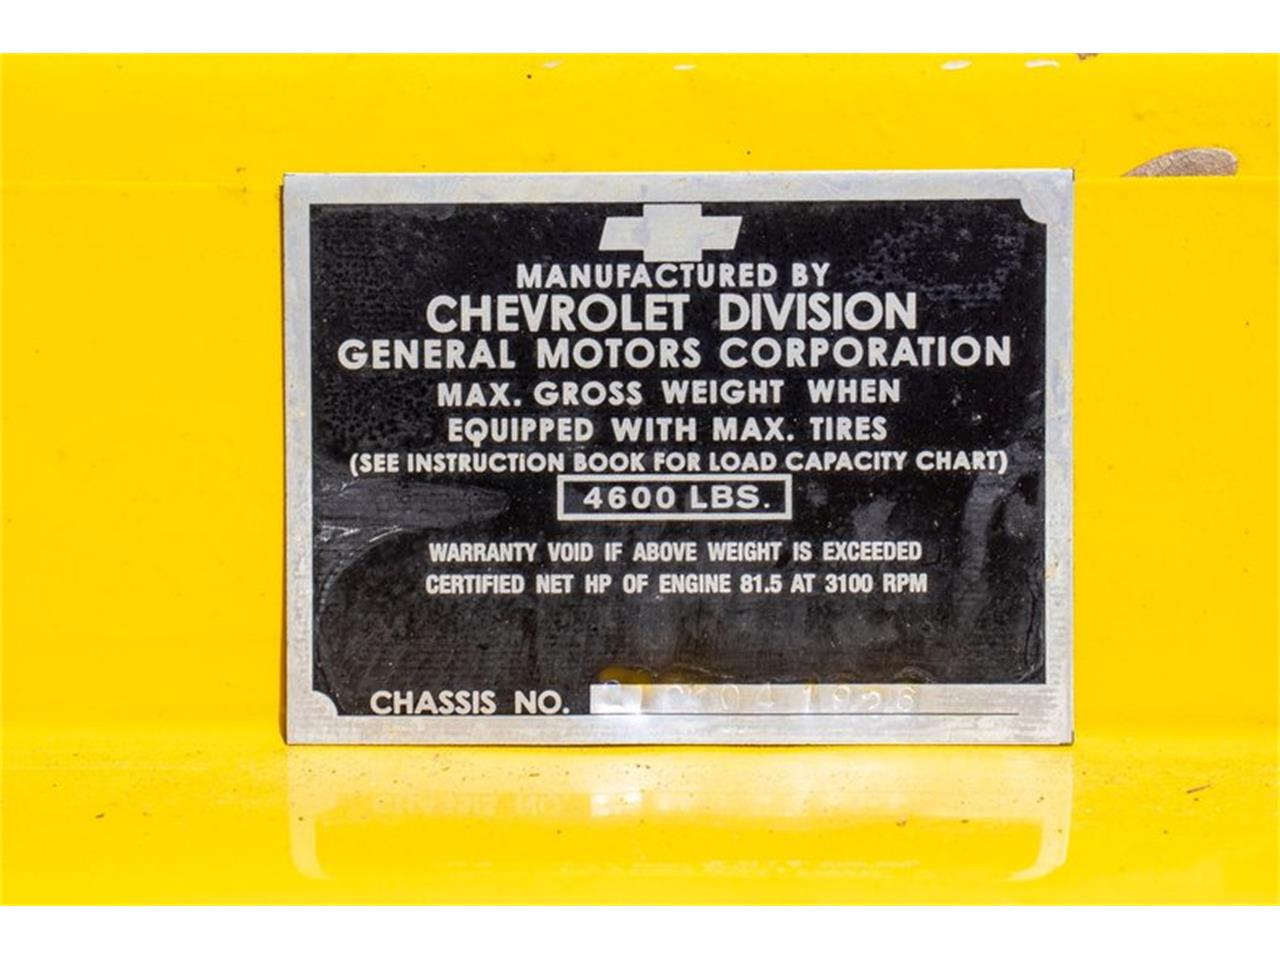 MANUFACTURED BY
CHEVROLET DIVISION
GENERAL MOTORS CORPORATION
MAX. GROSS WEIGHT WHEN
EQUIPPED WITH MAX. TIRES
(SEE INSTRUCTION BOOK FOR LOAD CAPACITY CHART)
4600 LBS.
WARRANTY VOID IF ABOVE WEIGHT IS EXCEEDED
CERTIFIED NET HP OF ENGINE 81.5 AT 3100 RPM
CHASSIS NO.